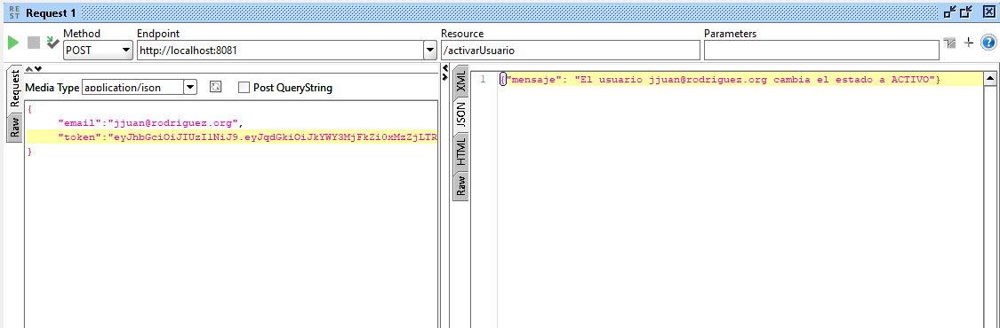 RE
ST
Request 1
Method
Endpoint
Resource
Parameters
POST
http://localhost:8081
/activarUsuario
Request
Raw
Media Type
application/json
Post QueryString
{
"email":"jjuan@rodriguez.org",
"token":"eyJhbGciOiJIUzI1NiJ9.eyJqdGkiOiJkYWY3MjFkZi0xMzZjLTR
}
XML
JSON
HTML
Raw
1
{"mensaje": "El usuario jjuan@rodriguez.org cambia el estado a ACTIVO"}